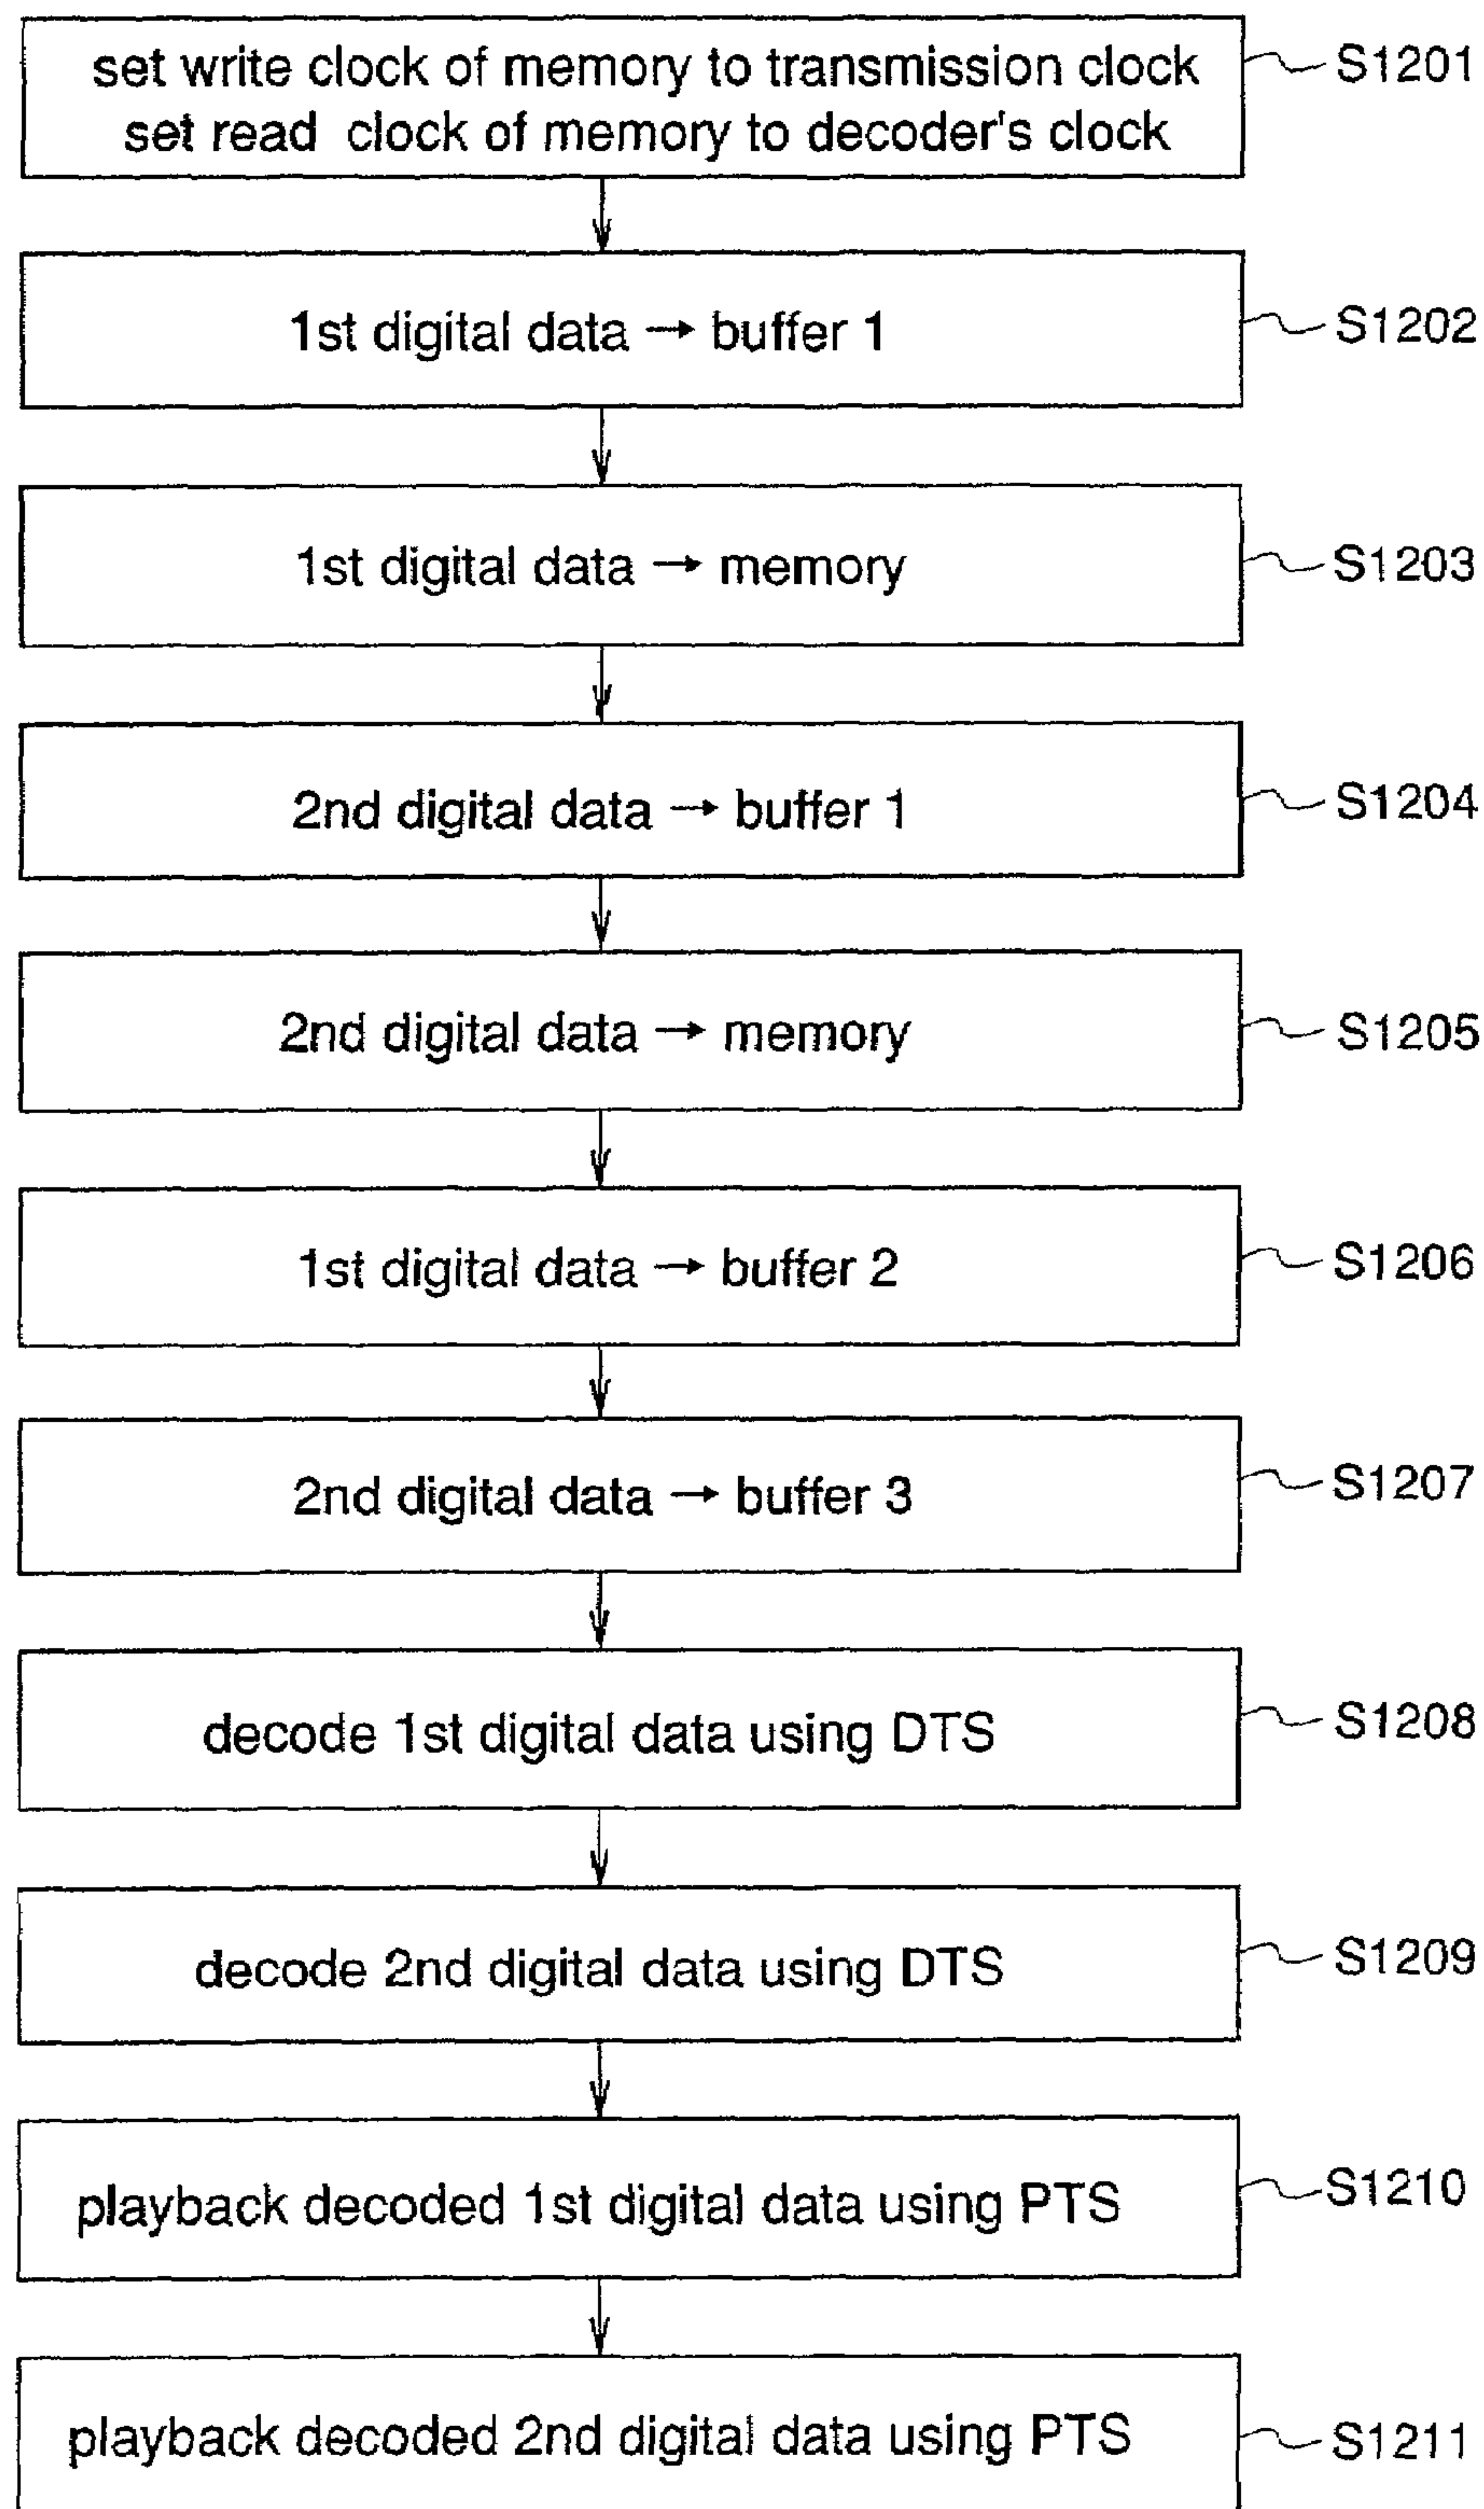 set write clock of memory to transmission clock
set read clock of memory to decoder's clock
S1201
1st digital data → buffer 1
S1202
1st digital data → memory
S1203
2nd digital data → buffer 1
S1204
2nd digital data → memory
S1205
1st digital data → buffer 2
S1206
2nd digital data → buffer 3
S1207
decode 1st digital data using DTS
S1208
decode 2nd digital data using DTS
S1209
playback decoded 1st digital data using PTS
S1210
playback decoded 2nd digital data using PTS
S1211